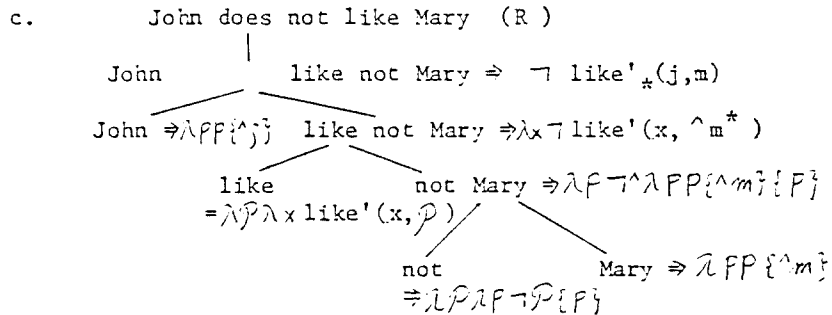 c. John does not like Mary (R )
John like not Mary ⇒ ¬ like'*(j,m)
John ⇒λPP{^j} like not Mary ⇒λx¬like'(x, ^m* )
like not Mary ⇒λP¬^λPP{^m}{P}
=λ𝒫λx like'(x,𝒫)
not Mary ⇒ λPP{^m}
⇒λ𝒫λP¬𝒫{P}